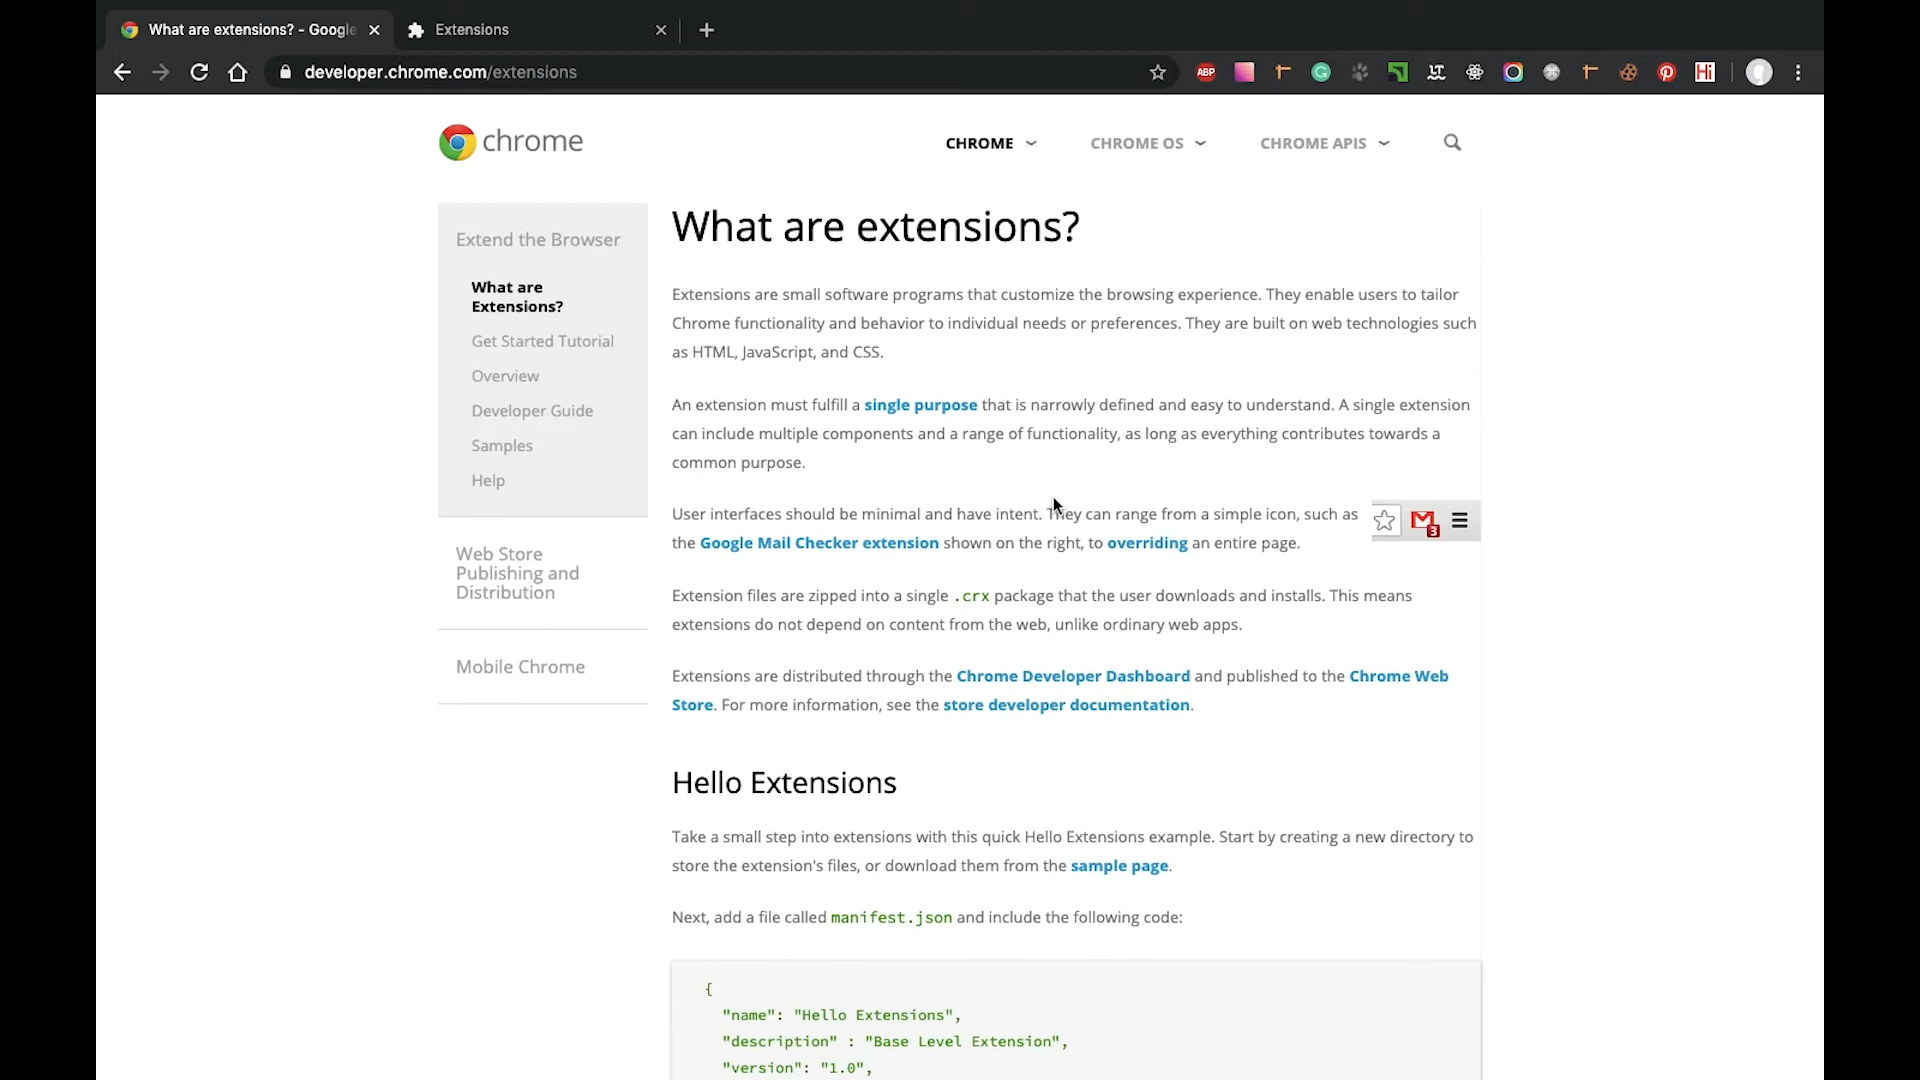 What are extensions? - Google
Extensions
developer.chrome.com/extensions
ABP
Hi
chrome
CHROME
CHROME OS
CHROME APIS
Extend the Browser
What are
Extensions?
Get Started Tutorial
Overview
Developer Guide
Samples
Help
Web Store
Publishing and
Distribution
Mobile Chrome
What are extensions?
Extensions are small software programs that customize the browsing experience. They enable users to tailor
Chrome functionality and behavior to individual needs or preferences. They are built on web technologies such
as HTML, JavaScript, and CSS.
An extension must fulfill a single purpose that is narrowly defined and easy to understand. A single extension
can include multiple components and a range of functionality, as long as everything contributes towards a
common purpose.
User interfaces should be minimal and have intent. They can range from a simple icon, such as
the Google Mail Checker extension shown on the right, to overriding an entire page.
3
Extension files are zipped into a single .crx package that the user downloads and installs. This means
extensions do not depend on content from the web, unlike ordinary web apps.
Extensions are distributed through the Chrome Developer Dashboard and published to the Chrome Web
Store. For more information, see the store developer documentation.
Hello Extensions
Take a small step into extensions with this quick Hello Extensions example. Start by creating a new directory to
store the extension's files, or download them from the sample page.
Next, add a file called manifest.json and include the following code:
{
"name": "Hello Extensions",
"description" : "Base Level Extension",
"version": "1.0",